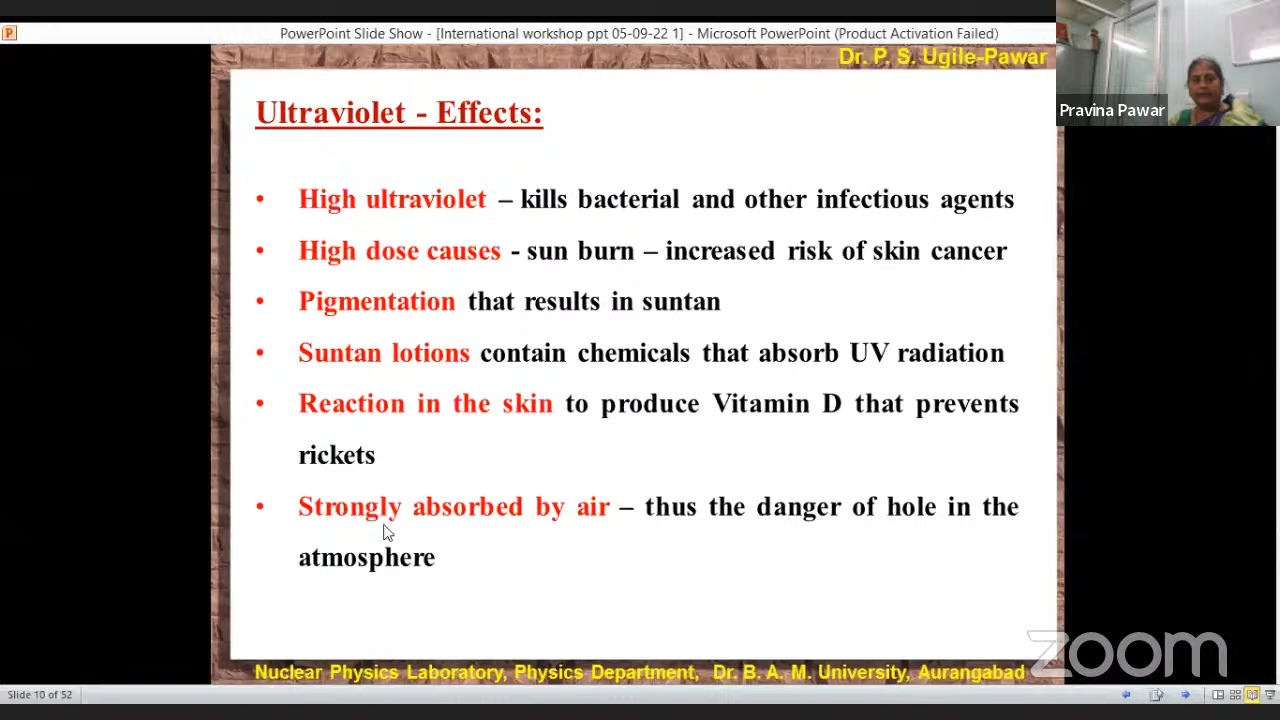 PowerPoint Slide Show - [International workshop ppt 05-09-22 1] - Microsoft PowerPoint (Product Activation Failed)
Dr. P. S. Ugile-Pawar
Pravina Pawar
Ultraviolet - Effects:
• High ultraviolet – kills bacterial and other infectious agents
• High dose causes - sun burn – increased risk of skin cancer
• Pigmentation that results in suntan
• Suntan lotions contain chemicals that absorb UV radiation
• Reaction in the skin to produce Vitamin D that prevents
rickets
• Strongly absorbed by air – thus the danger of hole in the
atmosphere
zoom
Nuclear Physics Laboratory, Physics Department, Dr. B. A. M. University, Aurangabad
Slide 10 of 52